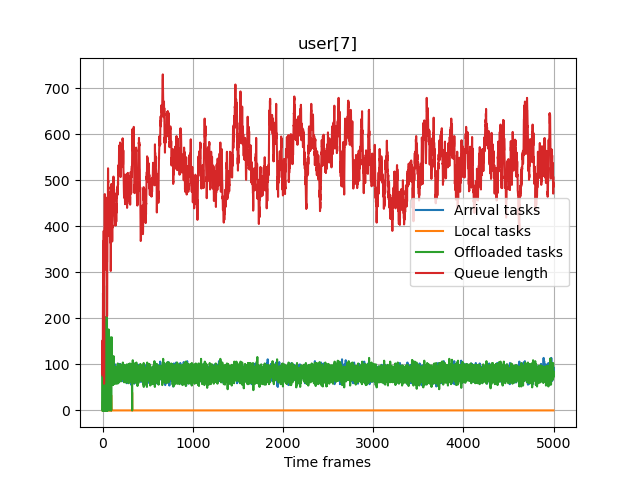 user[7]
700
600
500
400
300
200
100
0
Arrival tasks
Local tasks
Offloaded tasks
Queue length
0 1000 2000 3000 4000 5000
Time frames